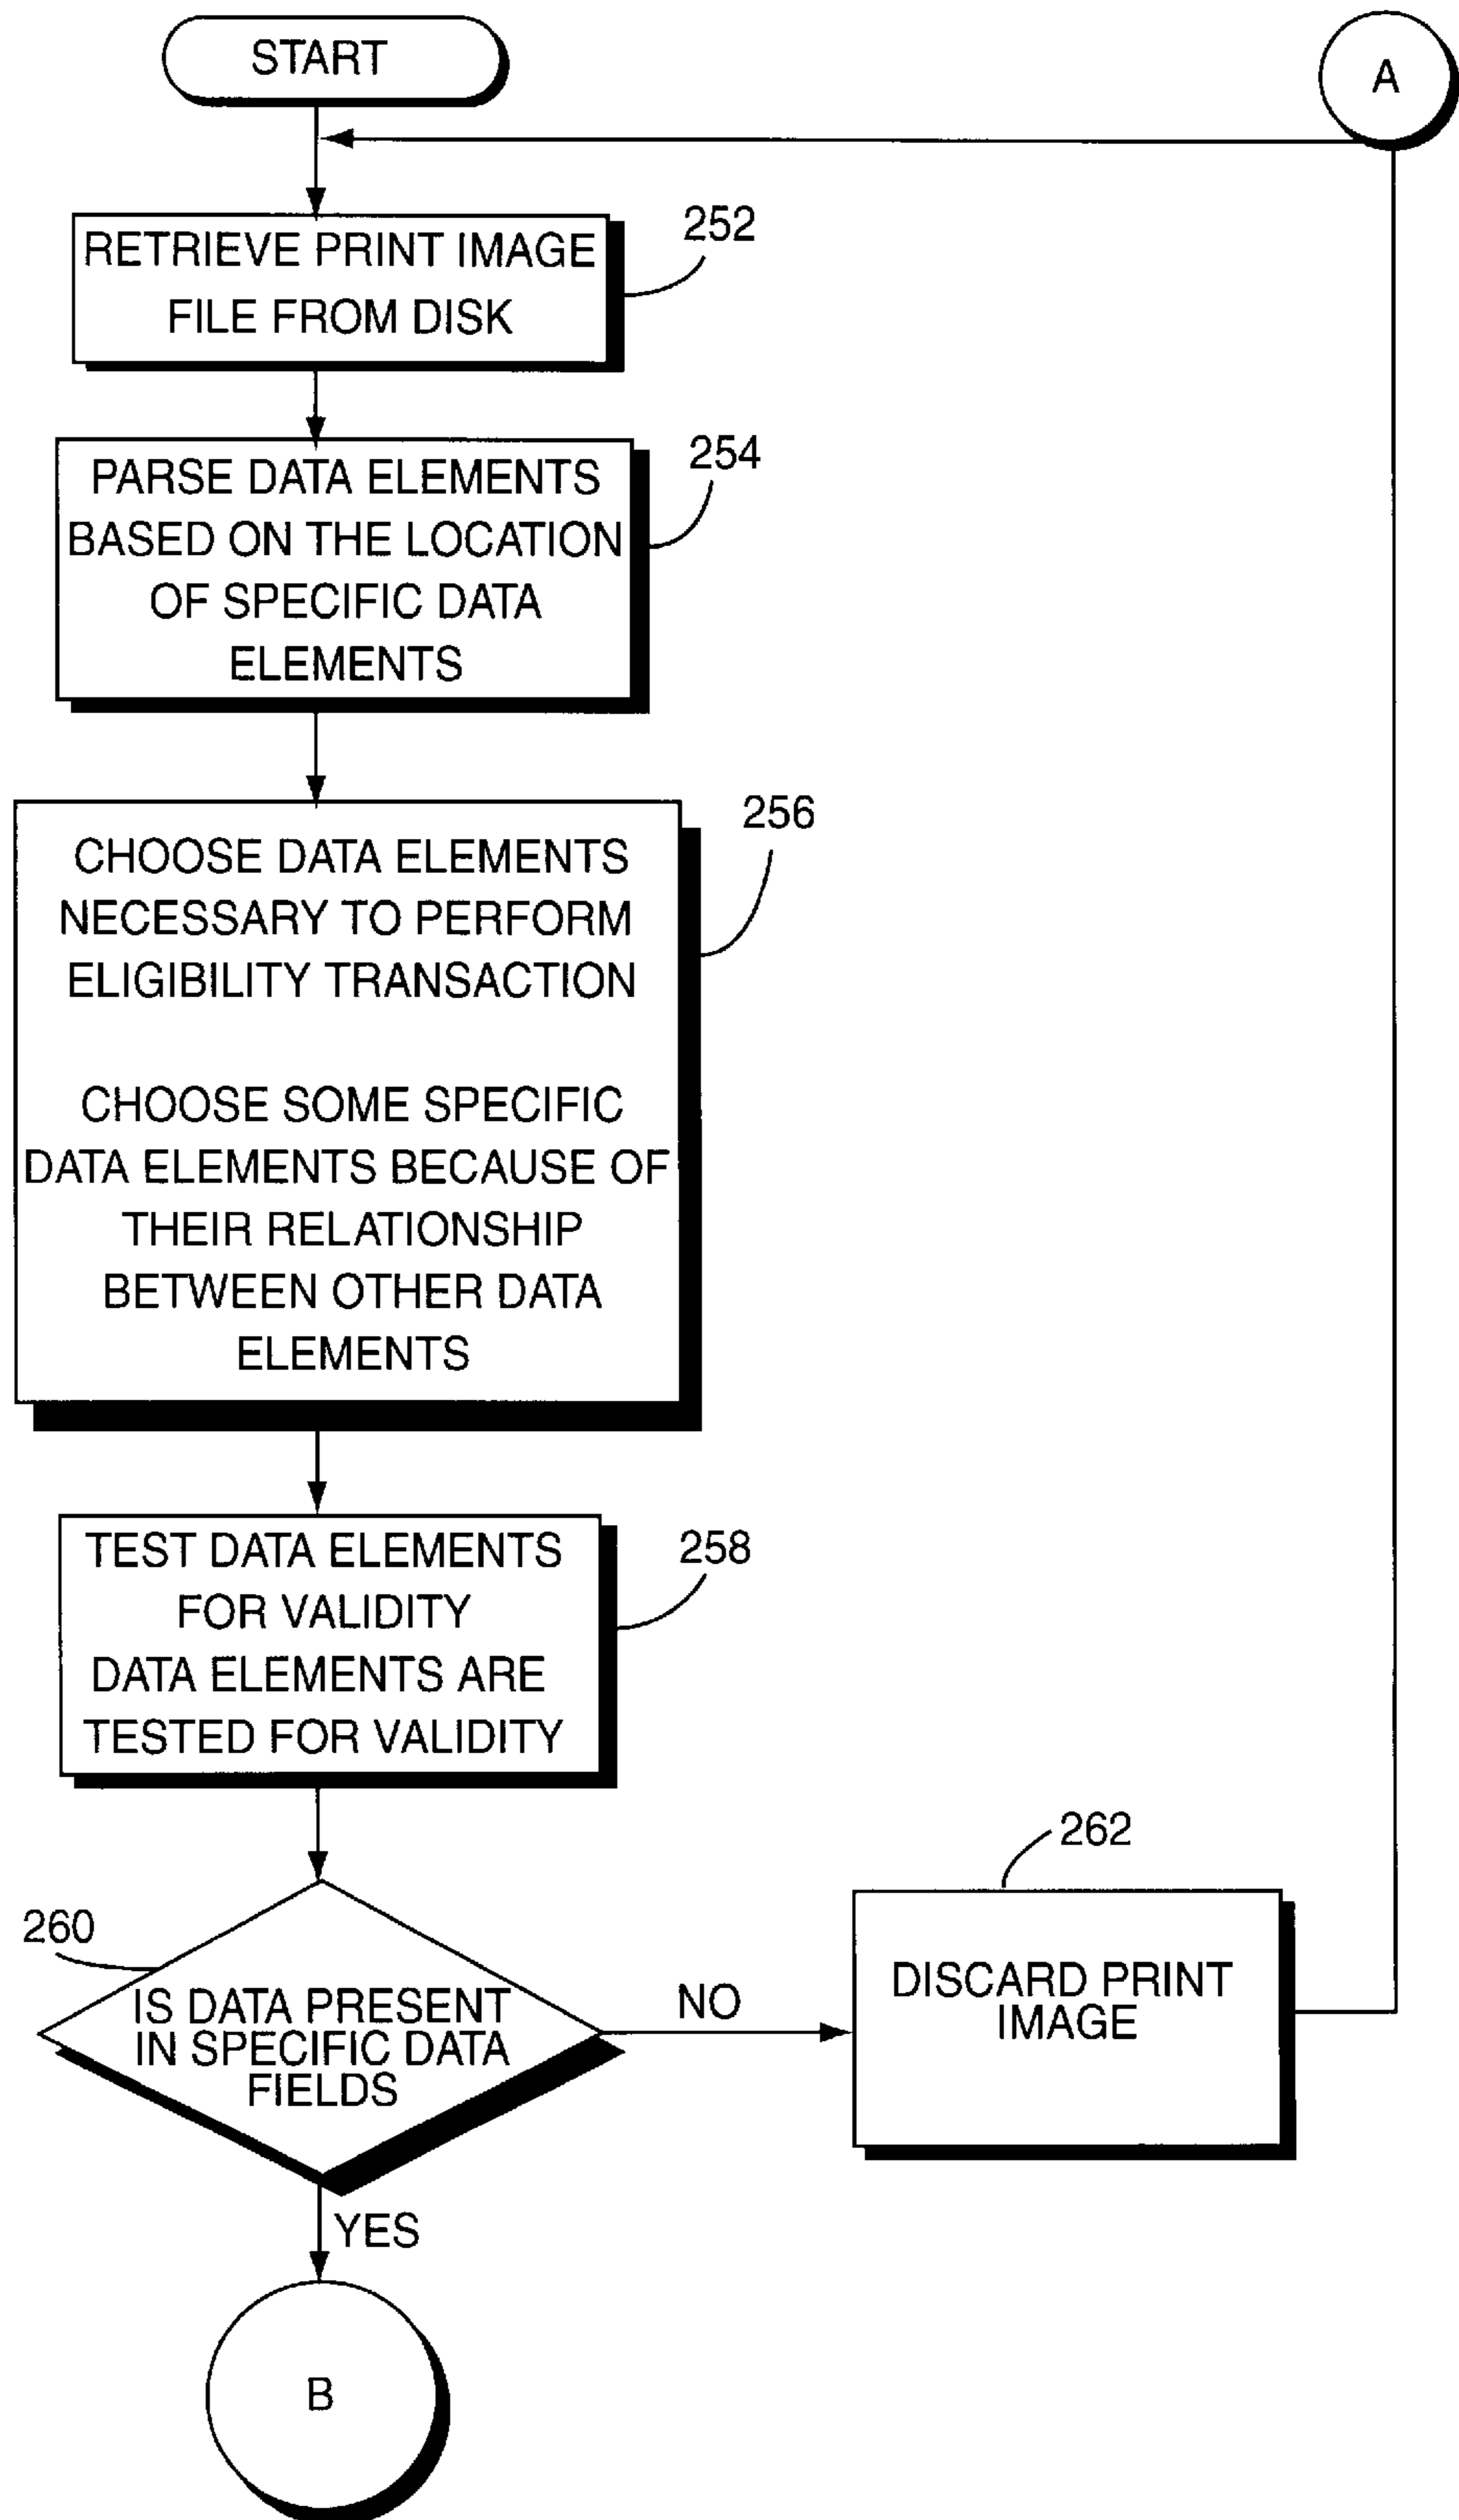 START
A
RETRIEVE PRINT IMAGE
FILE FROM DISK
252
PARSE DATA ELEMENTS
BASED ON THE LOCATION
OF SPECIFIC DATA
ELEMENTS
254
CHOOSE DATA ELEMENTS
NECESSARY TO PERFORM
ELIGIBILITY TRANSACTION
CHOOSE SOME SPECIFIC
DATA ELEMENTS BECAUSE OF
THEIR RELATIONSHIP
BETWEEN OTHER DATA
ELEMENTS
256
TEST DATA ELEMENTS
FOR VALIDITY
DATA ELEMENTS ARE
TESTED FOR VALIDITY
258
260
IS DATA PRESENT
IN SPECIFIC DATA
FIELDS
NO
262
DISCARD PRINT
IMAGE
YES
B